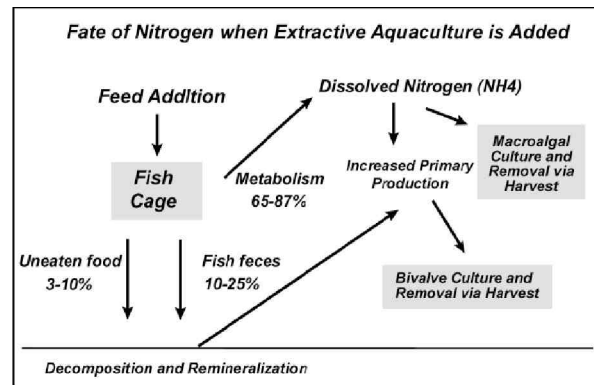 Fate of Nitrogen when Extractive Aquaculture is Added
Feed Addition
Dissolved Nitrogen (NH4)
Fish
Cage
Metabolism
65-87%
Increased Primary
Production
Macroalgal
Culture and
Removal via
Harvest
Uneaten food
3-10%
Fish feces
10-25%
Bivalve Culture and
Removal via Harvest
Decomposition and Remineralization